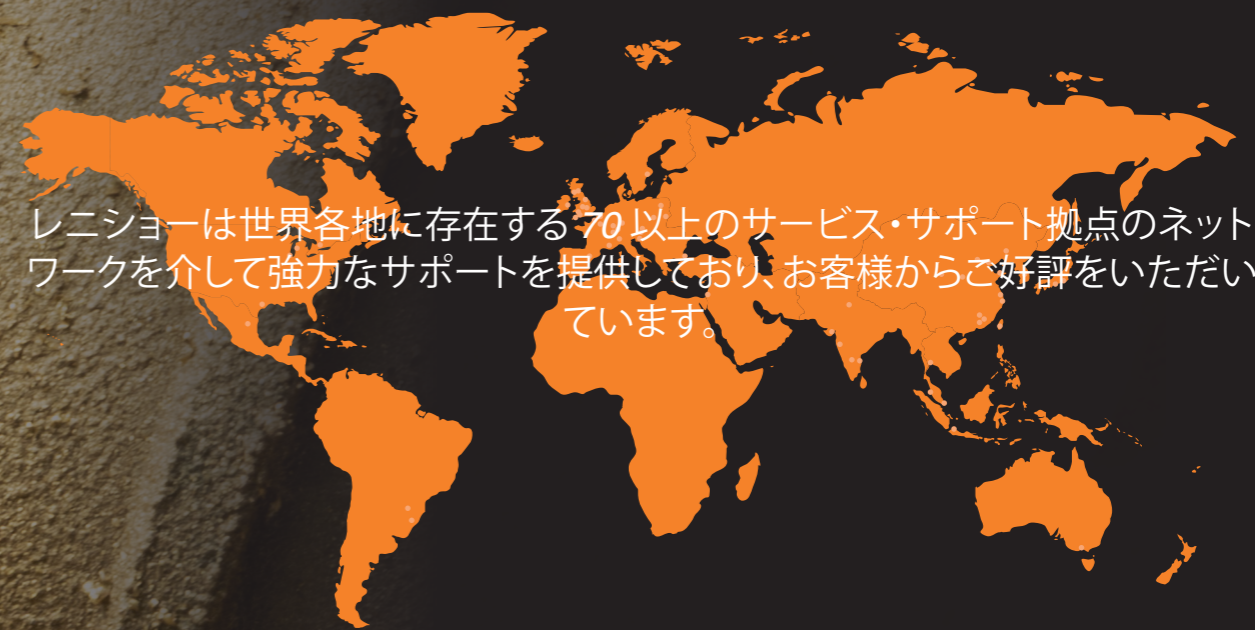 レニショーは世界各地に存在する 70 以上のサービス・サポート拠点のネット
ワークを介して強力なサポートを提供しており、お客様からご好評をいただい
ています。